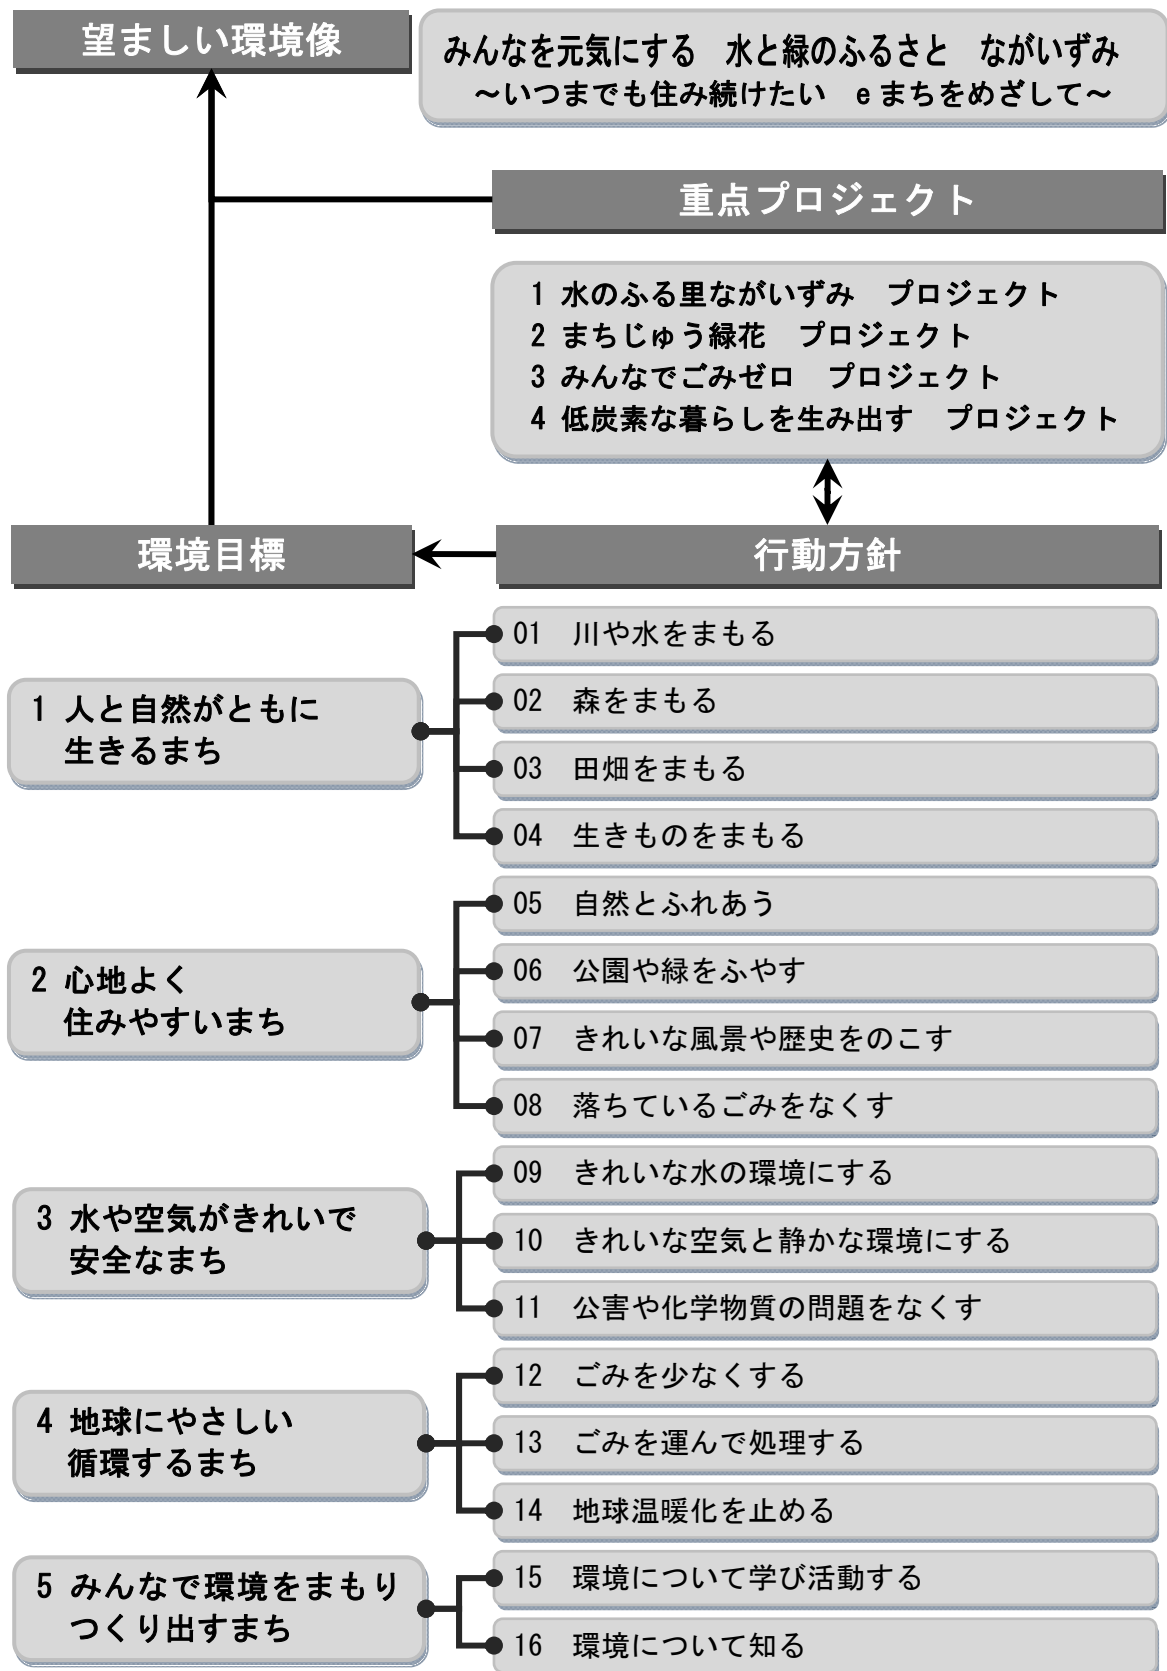 望ましい環境像
みんなを元気にする　水と緑のふるさと　ながいずみ
～いつまでも住み続けたい　eまちをめざして～
重点プロジェクト
1 水のふる里ながいずみ　プロジェクト
2 まちじゅう緑花　プロジェクト
3 みんなでごみゼロ　プロジェクト
4 低炭素な暮らしを生み出す　プロジェクト
環境目標
行動方針
1 人と自然がともに
生きるまち
01　川や水をまもる
02　森をまもる
03　田畑をまもる
04　生きものをまもる
2 心地よく
住みやすいまち
05　自然とふれあう
06　公園や緑をふやす
07　きれいな風景や歴史をのこす
08　落ちているごみをなくす
3 水や空気がきれいで
安全なまち
09　きれいな水の環境にする
10　きれいな空気と静かな環境にする
11　公害や化学物質の問題をなくす
4 地球にやさしい
循環するまち
12　ごみを少なくする
13　ごみを運んで処理する
14　地球温暖化を止める
5 みんなで環境をまもり
つくり出すまち
15　環境について学び活動する
16　環境について知る